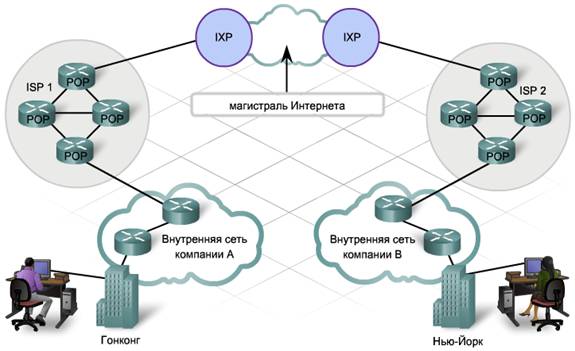 IXP
IXP
ISP 1
POP
POP
POP
POP
магистраль Интернета
ISP 2
POP
POP
POP
POP
Внутренняя сеть
компании А
Внутренняя сеть
компании В
Гонконг
Нью-Йорк